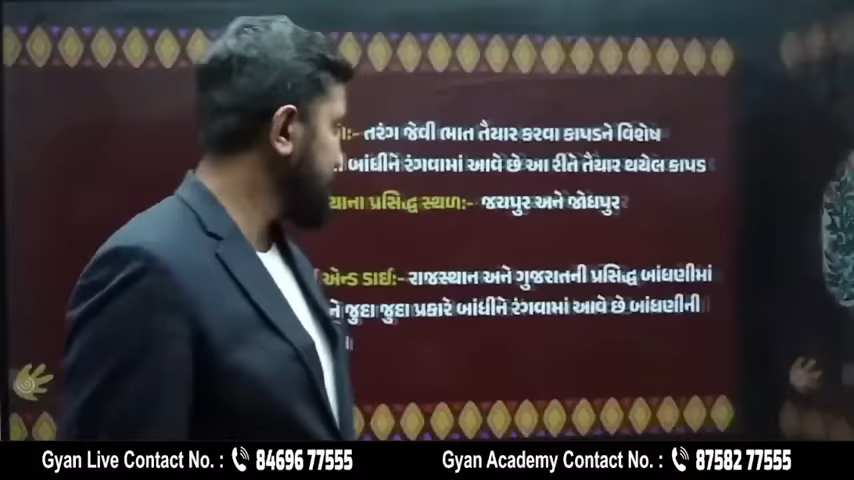 તરંગ જેવી ભાત તૈયાર કરવા કાપડને વિશેષ
બાંધીને રંગવામાં આવે છે આ રીતે તૈયાર થયેલ કાપડ
પ્રસિદ્ધ સ્થળ:- જયપુર અને જોધપુર
એન્ડ ડાઈ:- રાજસ્થાન અને ગુજરાતની પ્રસિદ્ધ બાંધણીમાં
જુદા જુદા પ્રકારે બાંધીને રંગવામાં આવે છે બાંધણીની
Gyan Live Contact No. : 84696 77555
Gyan Academy Contact No. : 87582 77555